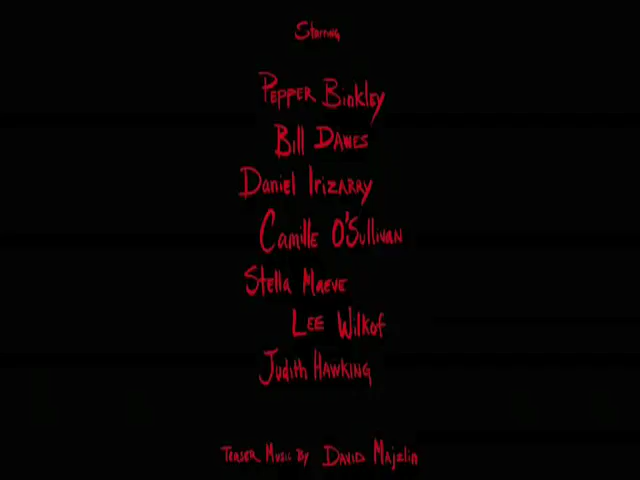 Starring
Pepper Binkley
Bill Dawes
Daniel Irizarry
Camille O'Sullivan
Stella Maeve
Lee Wilkof
Judith Hawking
Teaser Music By David Majzlin